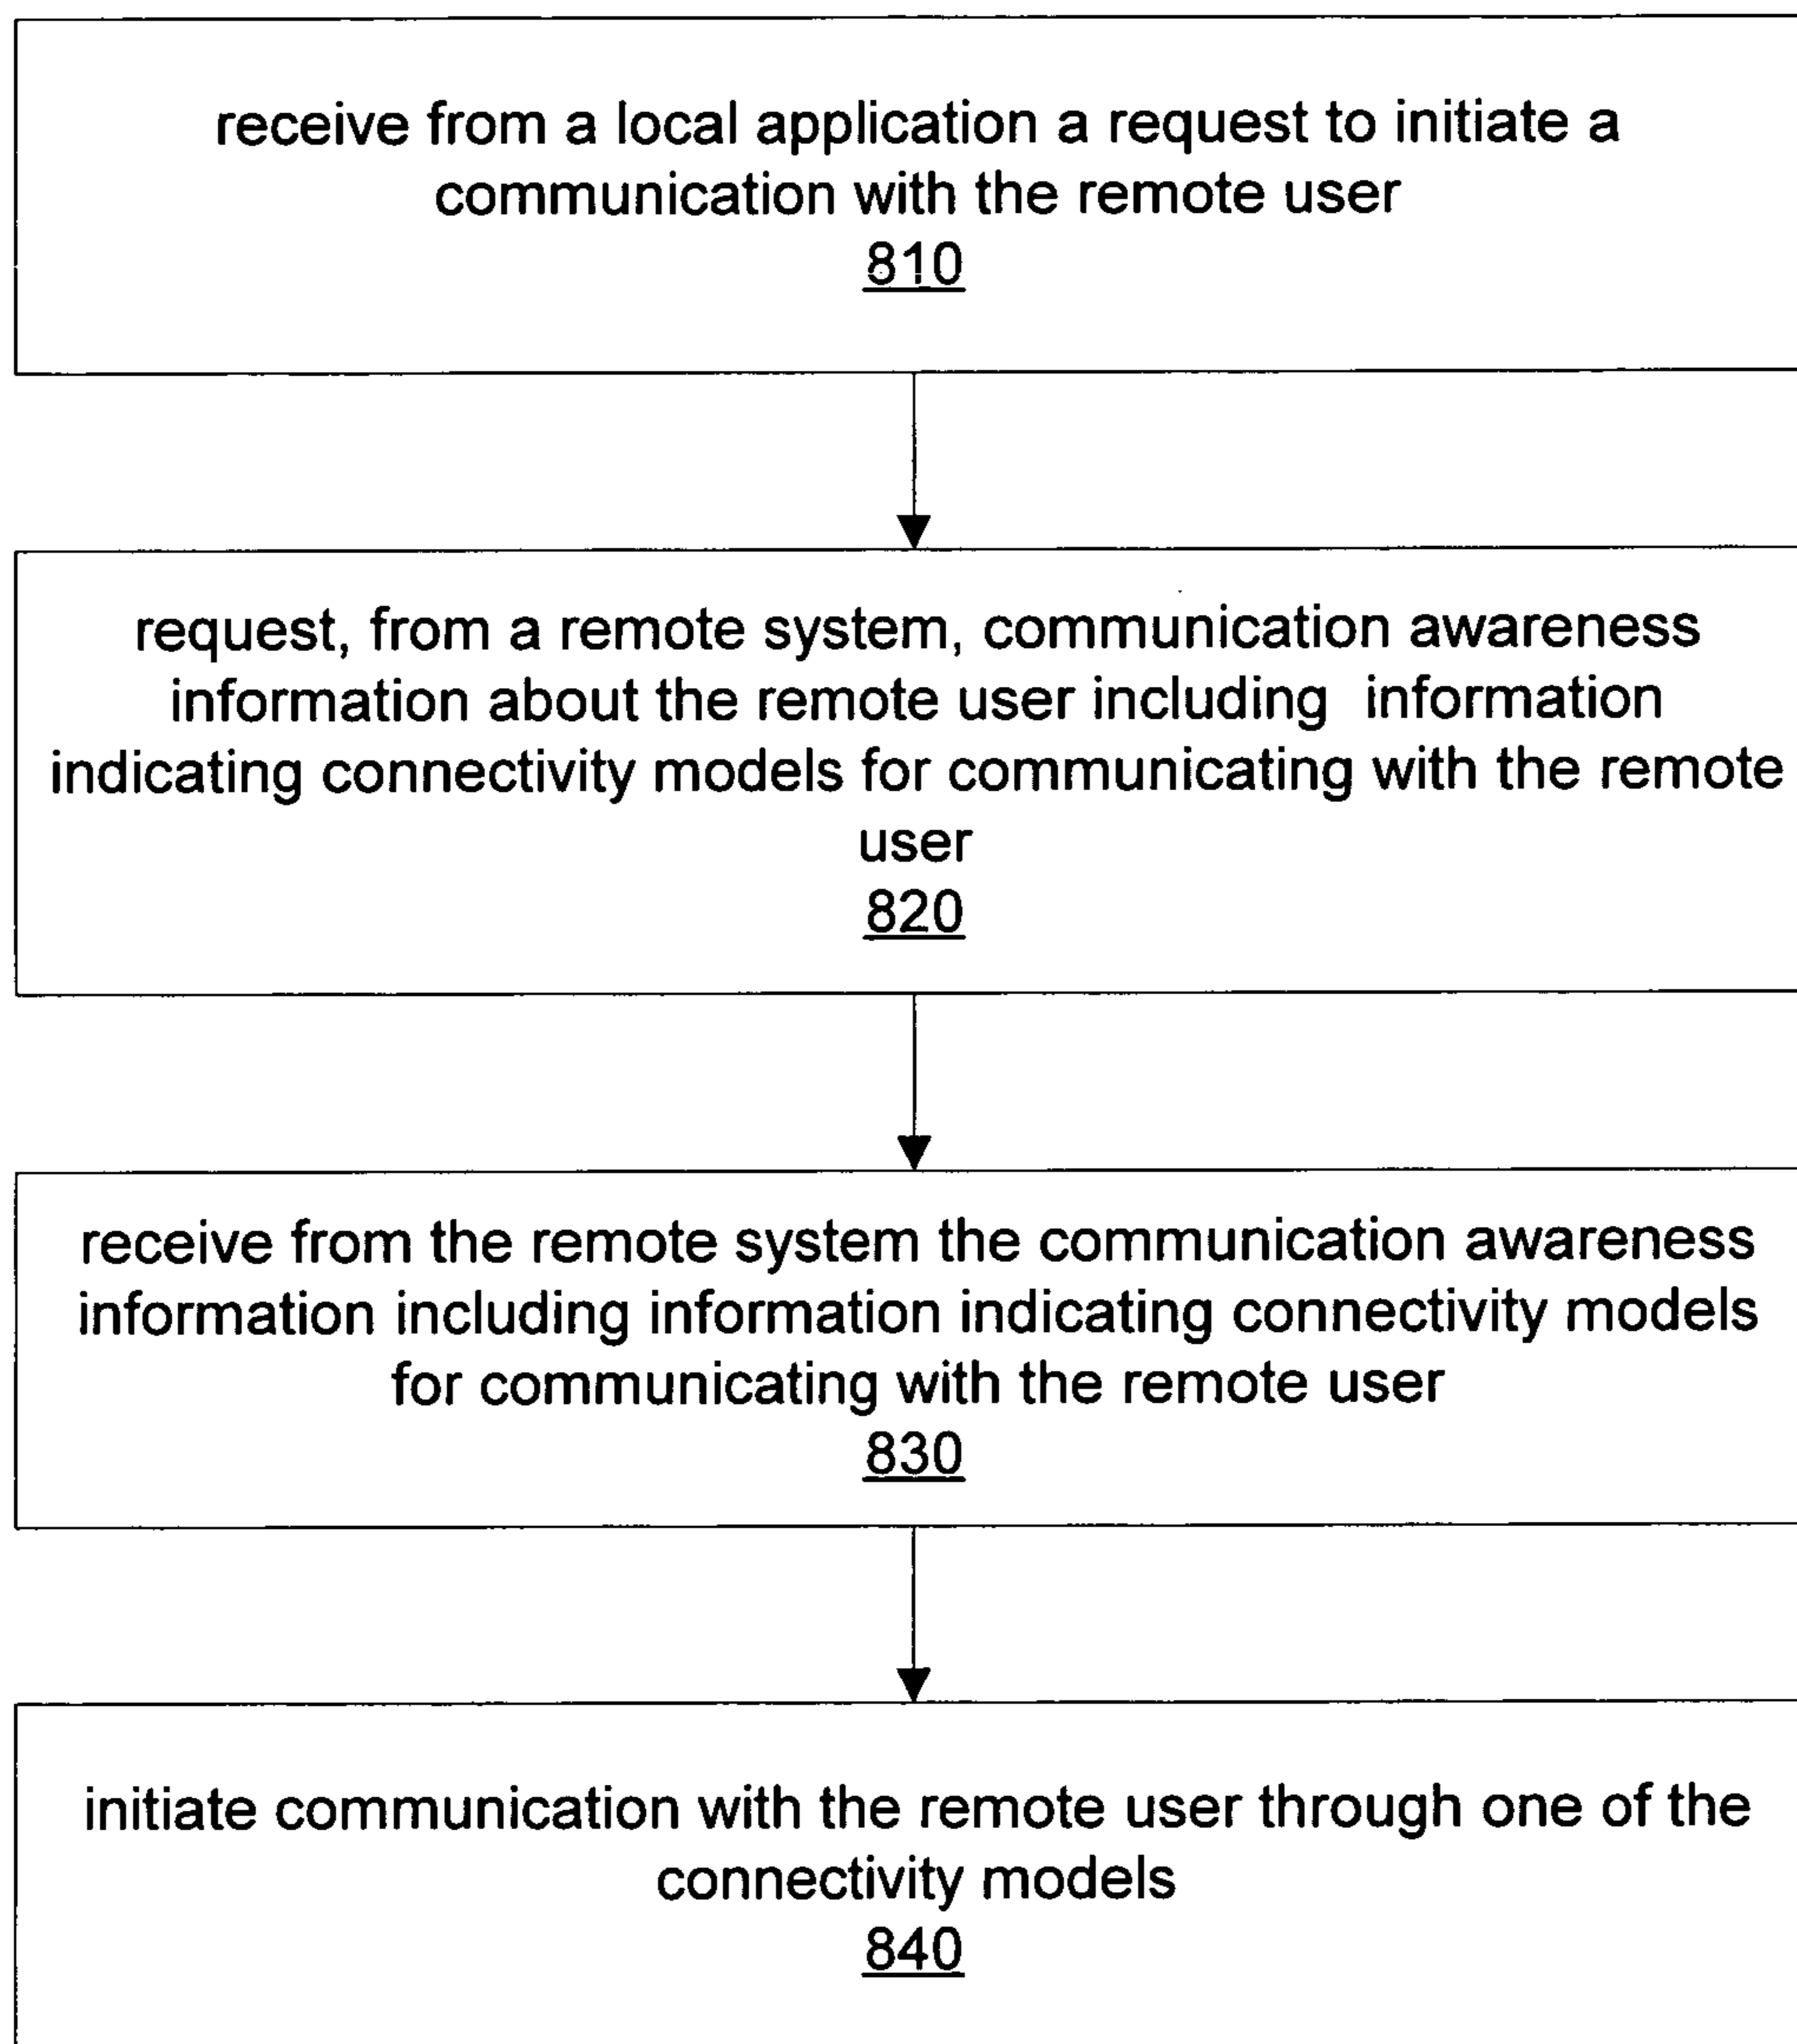 receive from a local application a request to initiate a
communication with the remote user
810
request, from a remote system, communication awareness
information about the remote user including information
indicating connectivity models for communicating with the remote
user
820
receive from the remote system the communication awareness
information including information indicating connectivity models
for communicating with the remote user
830
initiate communication with the remote user through one of the
connectivity models
840